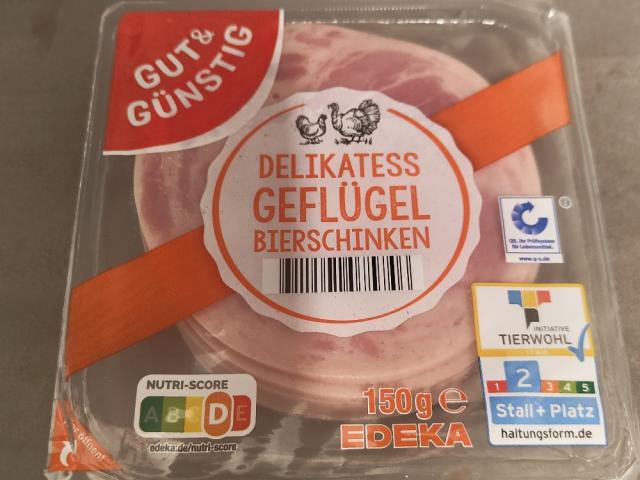 GUT&
GÜNSTIG
DELIKATESS
GEFLÜGEL
BIERSCHINKEN
QS. Ihr Prüfsystem
für Lebensmittel.
www.q-s.de
INITIATIVE
TIERWOHL
1 2 3 4 5
Stall + Platz
haltungsform.de
NUTRI-SCORE
A B C D E
edeka.de/nutri-score
150g e
EDEKA
öffnen